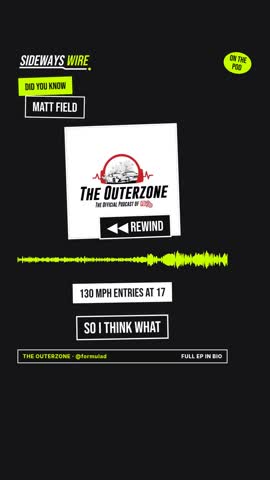 SIDEWAYS WIRE
ON THE
POD
DID YOU KNOW
MATT FIELD
THE OUTERZONE
THE OFFICIAL PODCAST OF
REWIND
130 MPH ENTRIES AT 17
SO I THINK WHAT
THE OUTERZONE · @formulad
FULL EP IN BIO